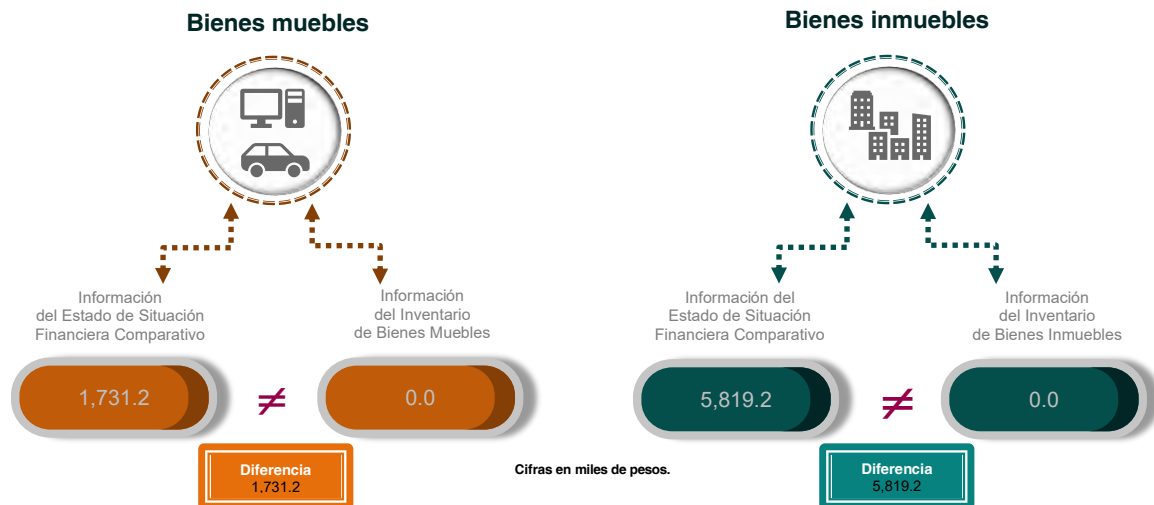 Bienes muebles
Información
del Estado de Situación
Financiera Comparativo
Información
del Inventario
de Bienes Muebles
1,731.2
≠
0.0
Diferencia
1,731.2
Cifras en miles de pesos.
Bienes inmuebles
Información del
Estado de Situación
Financiera Comparativo
Información
del Inventario
de Bienes Inmuebles
5,819.2
≠
0.0
Diferencia
5,819.2